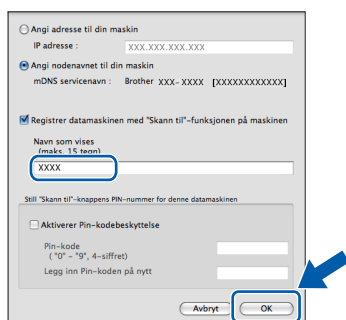 Angi adresse til din maskin
IP adresse : XXX.XXX.XXX.XXX
Angi nodenavnet til din maskin
mDNS servicenavn : Brother XXX-XXXX [XXXXXXXXXXXX]
Registrer datamaskinen med "Skann til"-funksjonen på maskinen
Navn som vises
(maks. 15 tegn)
XXXX
Still "Skann til"-knappens PIN-nummer for denne datamaskinen
Aktiverer Pin-kodebeskyttelse
Pin-kode
( "0" - "9", 4-siffret)
Legg inn Pin-koden på nytt
Avbryt OK